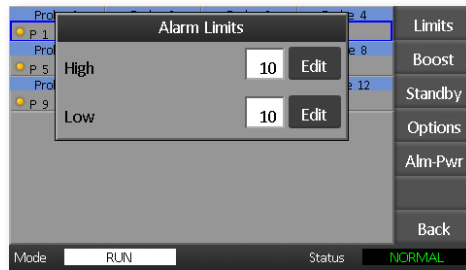 Alarm Limits
High 10 Edit
Low 10 Edit
P 1
P 5
P 9
4
8
12
Limits
Boost
Standby
Options
Alm-Pwr
Back
Mode RUN Status NORMAL